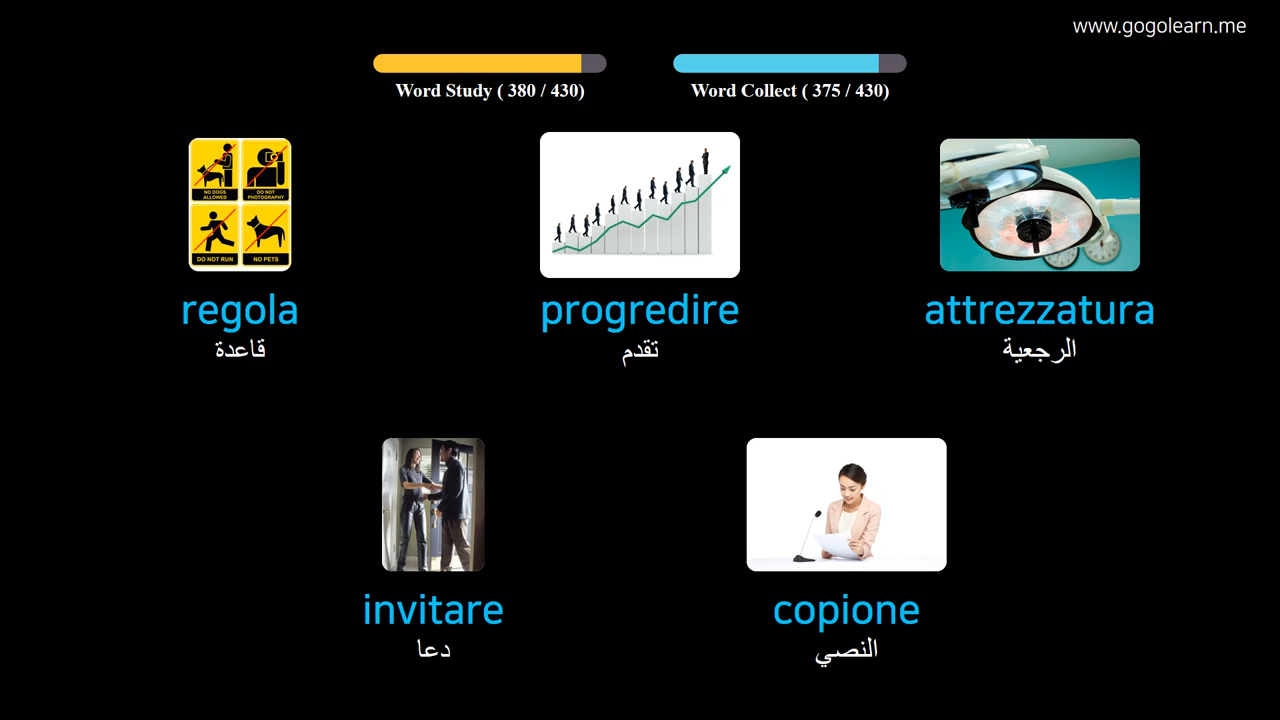 www.gogolearn.me
Word Study ( 380 / 430)
Word Collect ( 375 / 430)
NO DOGS
ALLOWED
DO NOT
PHOTOGRAPHY
DO NOT RUN
NO PETS
regola
progredire
attrezzatura
قاعدة
تقدم
الرجعية
invitare
copione
دعا
النصي